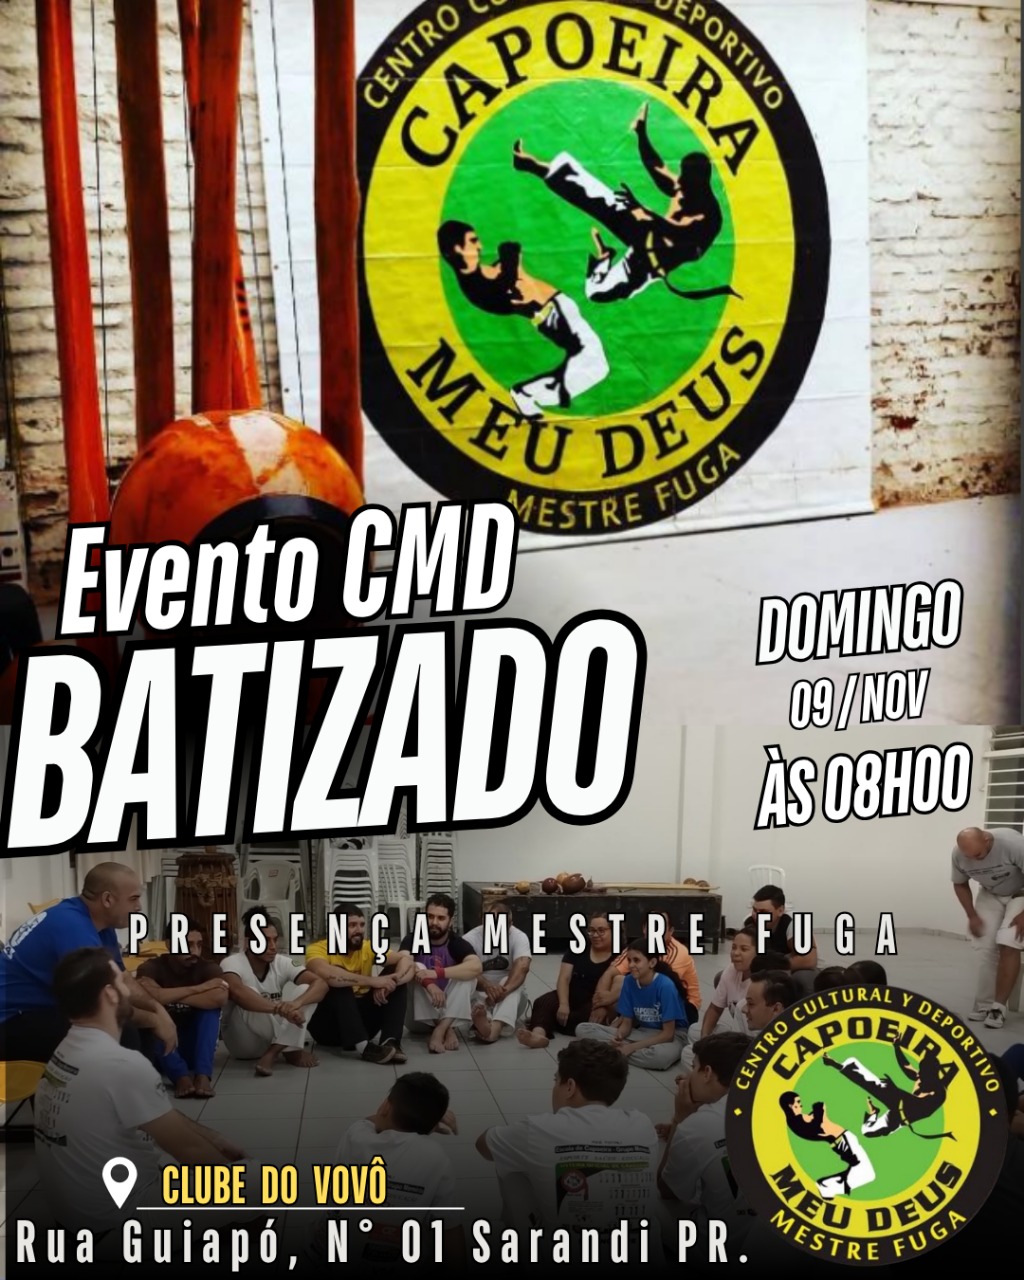 CENTRO CU DEPORTIVO
CAPOEIRA
MEU DEUS
MESTRE FUGA
Evento CMD
BATIZADO
DOMINGO
09/NOV
ÀS 08H00
PRESENÇA MESTRE FUGA
CENTRO CULTURAL Y DEPORTIVO
CAPOEIRA
MEU DEUS
MESTRE FUGA
CLUBE DO VOVÔ
Rua Guiapó, N° 01 Sarandi PR.